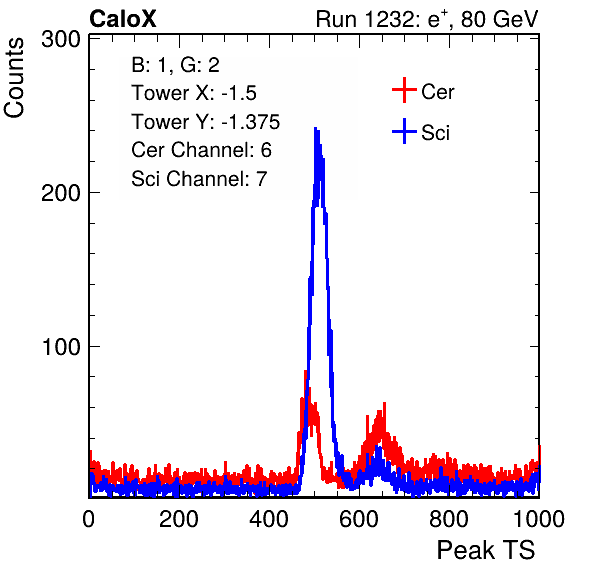 CaloX Run 1232: e⁺, 80 GeV
Counts
B: 1, G: 2
Tower X: -1.5
Tower Y: -1.375
Cer Channel: 6
Sci Channel: 7
Cer
Sci
300
200
100
0 200 400 600 800 1000
Peak TS